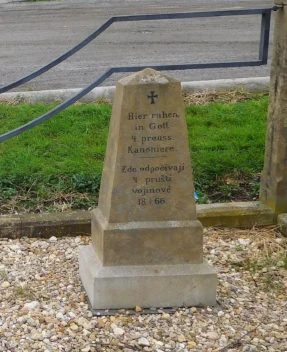 Hier ruhen
in Gott
4 preuss.
Kanoniere.
Zde odpočívají
4 pruští
vojínové
1866